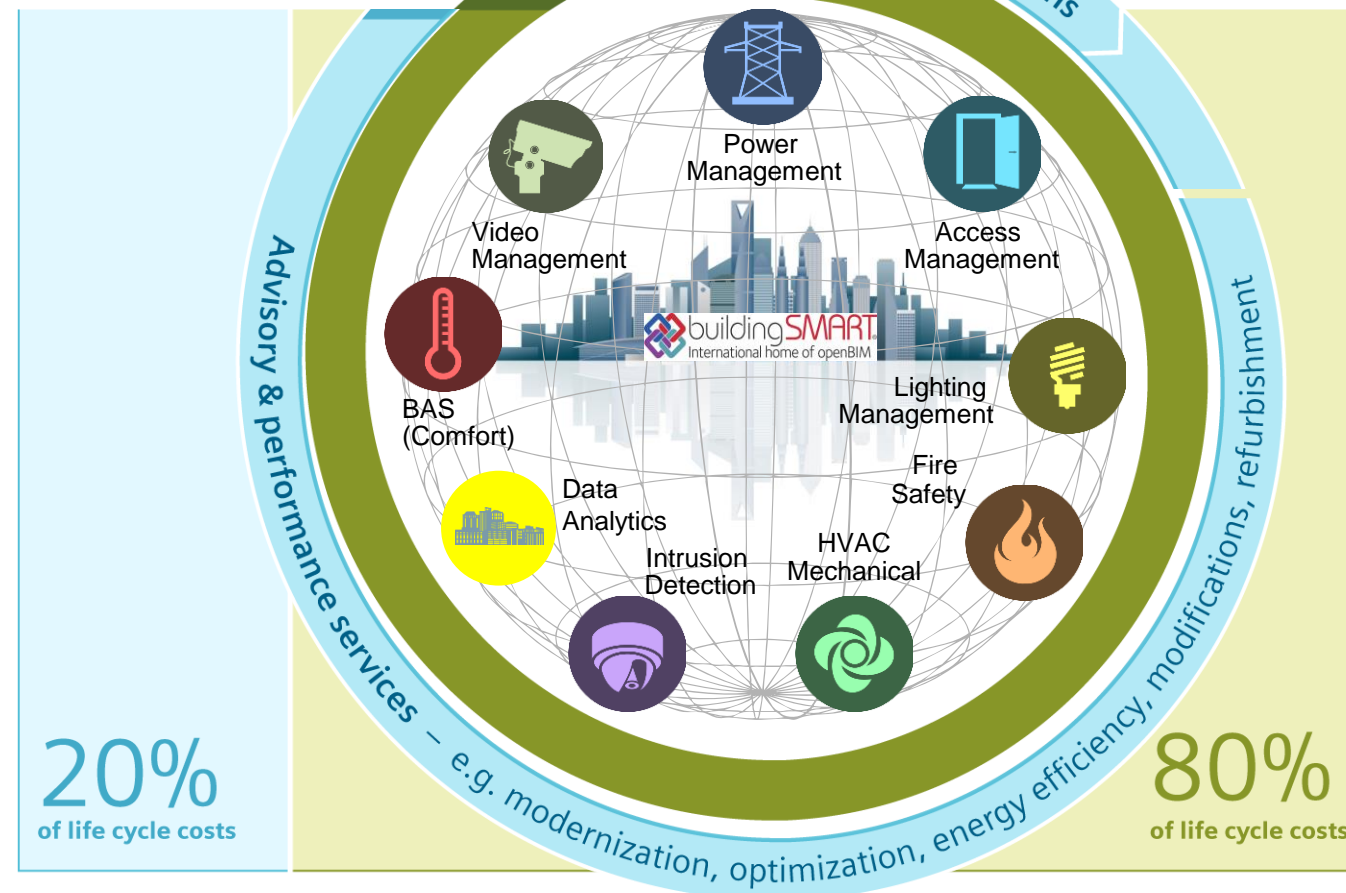 Power
Management
Video
Management
Access
Management
buildingSMART®
International home of openBIM
BAS
(Comfort)
Lighting
Management
Data
Analytics
Fire
Safety
Intrusion
Detection
HVAC
Mechanical
Advisory & performance services – e.g. modernization, optimization, energy efficiency, modifications, refurbishment
20%
of life cycle costs
80%
of life cycle costs